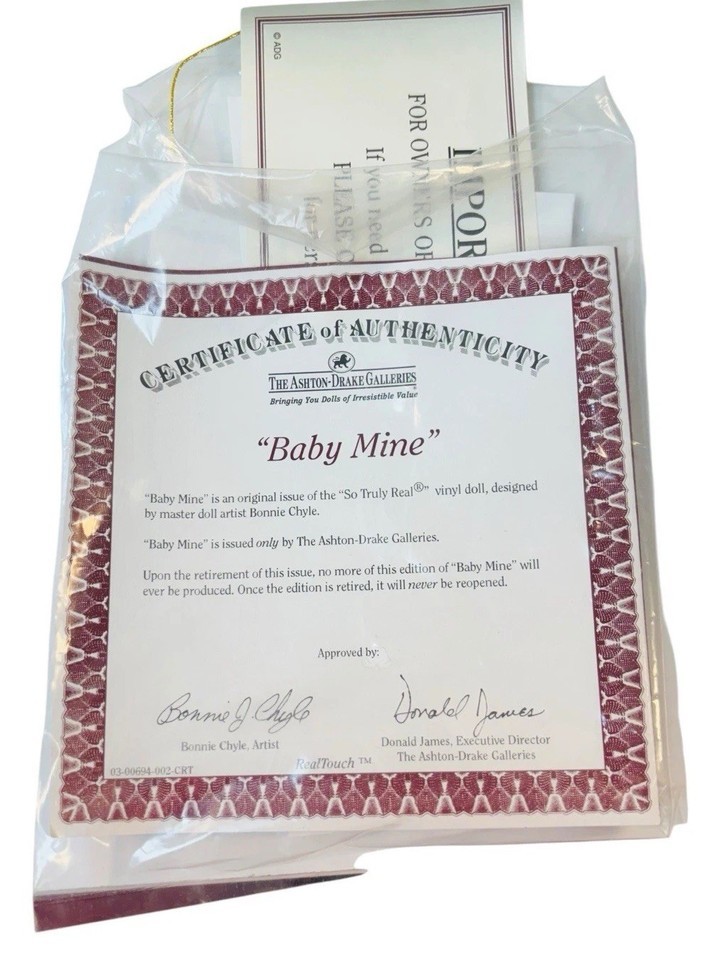 © ADG
FOR OWNERS OF
If you need
PLEASE
CERTIFICATE of AUTHENTICITY
THE ASHTON-DRAKE GALLERIES
Bringing You Dolls of Irresistible Value
“Baby Mine”
“Baby Mine” is an original issue of the “So Truly Real®” vinyl doll, designed
by master doll artist Bonnie Chyle.
“Baby Mine” is issued only by The Ashton-Drake Galleries.
Upon the retirement of this issue, no more of this edition of “Baby Mine” will
ever be produced. Once the edition is retired, it will never be reopened.
Approved by:
Bonnie J. Chyle
Donald James
Bonnie Chyle, Artist
Donald James, Executive Director
The Ashton-Drake Galleries
03-00694-002-CRT
RealTouch™